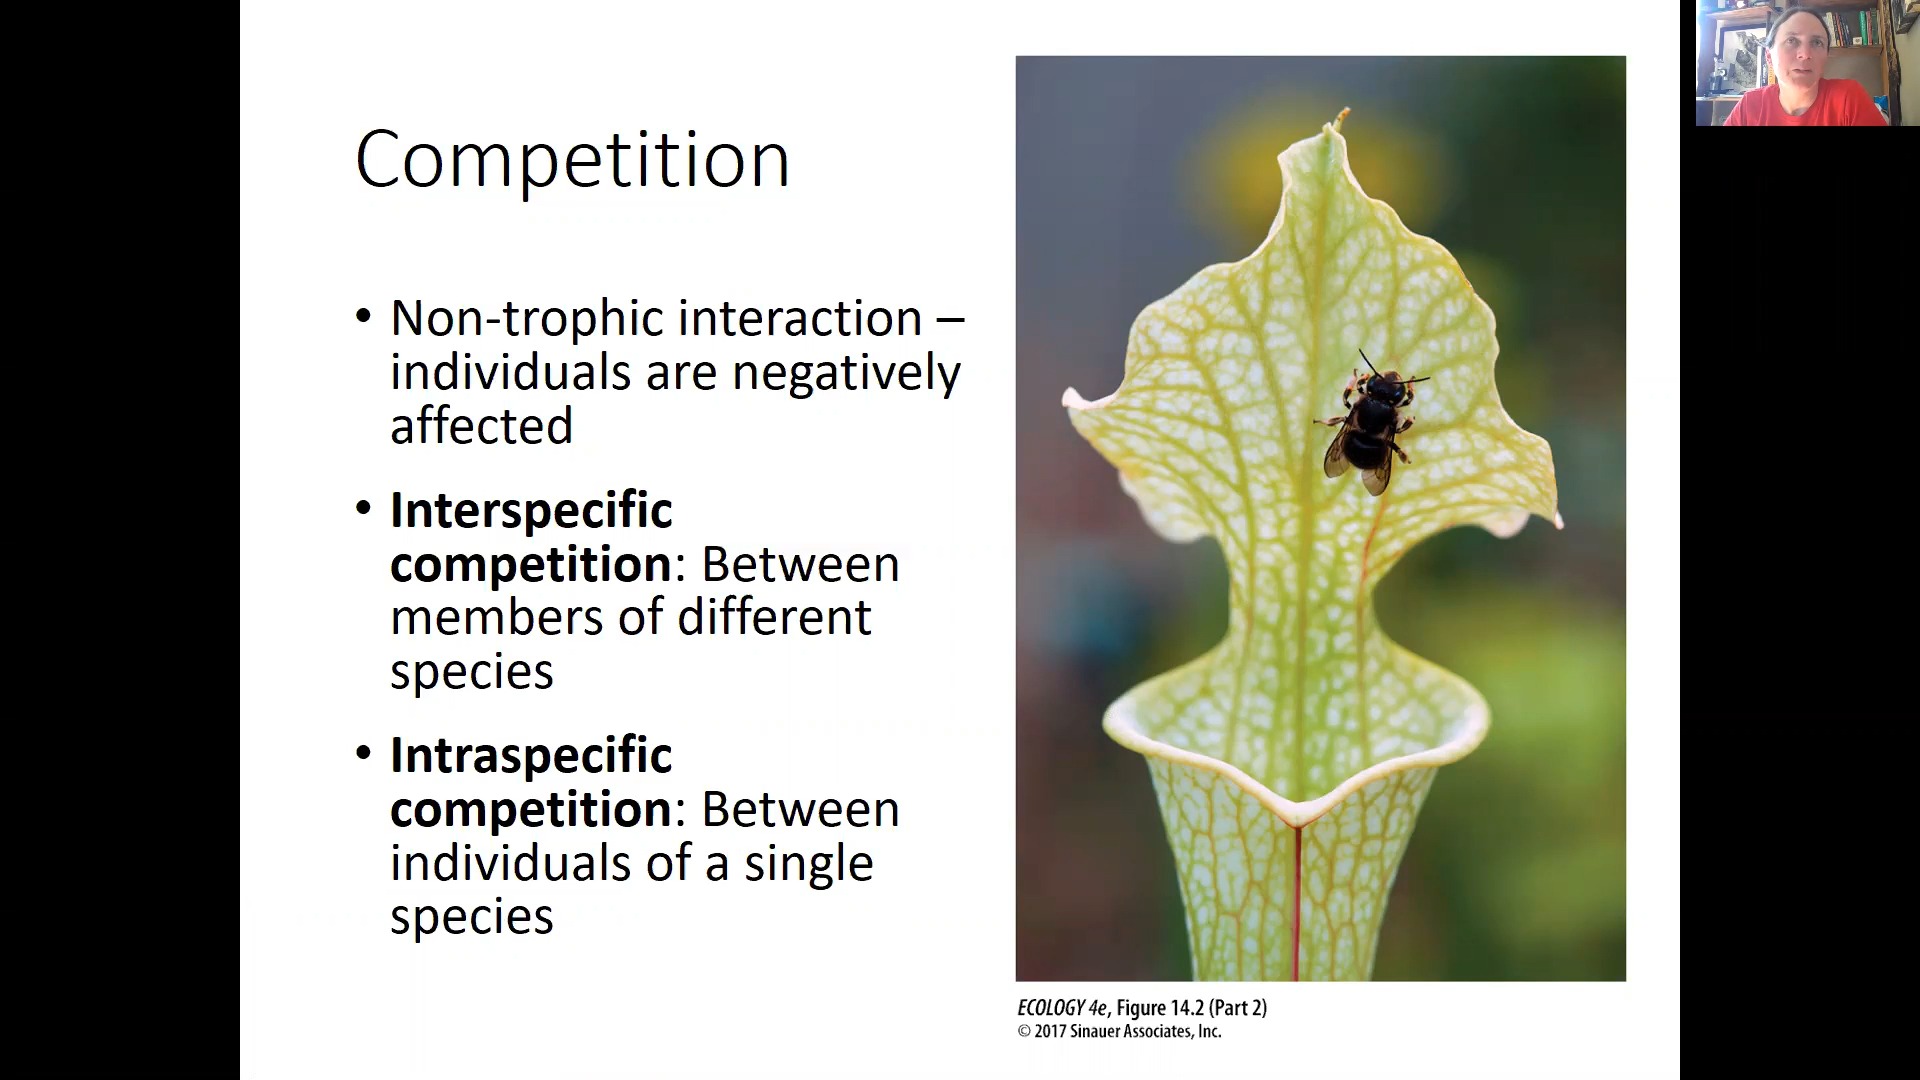 Competition
• Non-trophic interaction –
individuals are negatively
affected
• Interspecific
competition: Between
members of different
species
• Intraspecific
competition: Between
individuals of a single
species
ECOLOGY 4e, Figure 14.2 (Part 2)
© 2017 Sinauer Associates, Inc.